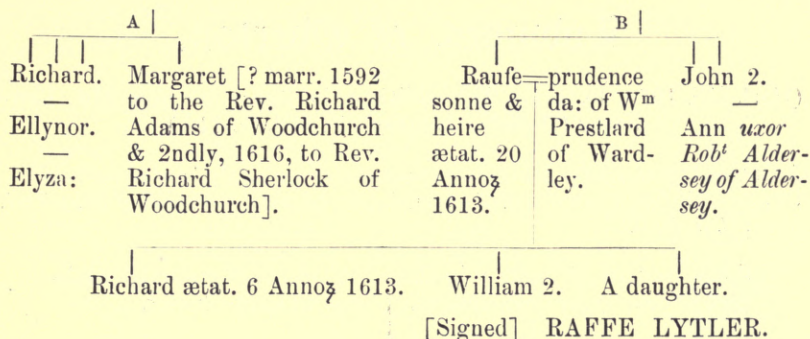 A
B
Richard.
—
Ellynor.
—
Elyza:
Margaret [? marr. 1592
to the Rev. Richard
Adams of Woodchurch
& 2ndly, 1616, to Rev.
Richard Sherlock of
Woodchurch].
Raufe
sonne &
heire
ætat. 20
Annoꝫ
1613.
prudence
da: of Wᵐ
Prestlard
of Ward-
ley.
John 2.
—
Ann uxor
Robᵗ Alder-
sey of Alder-
sey.
Richard ætat. 6 Annoꝫ 1613.
William 2.
A daughter.
[Signed] RAFFE LYTLER.